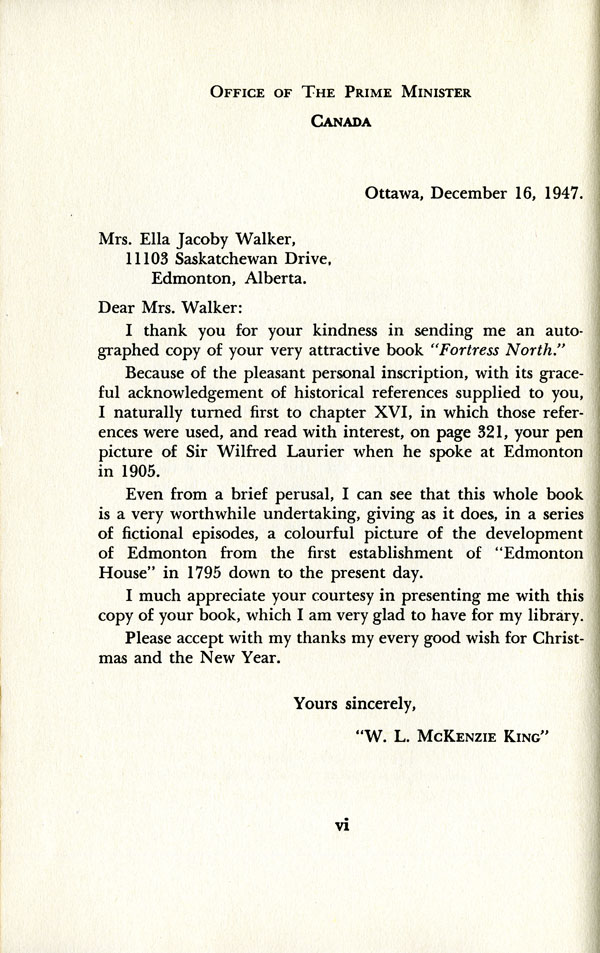 OFFICE OF THE PRIME MINISTER
CANADA
Ottawa, December 16, 1947.
Mrs. Ella Jacoby Walker,
11103 Saskatchewan Drive,
Edmonton, Alberta.
Dear Mrs. Walker:
I thank you for your kindness in sending me an auto-
graphed copy of your very attractive book "Fortress North."
Because of the pleasant personal inscription, with its grace-
ful acknowledgement of historical references supplied to you,
I naturally turned first to chapter XVI, in which those refer-
ences were used, and read with interest, on page 321, your pen
picture of Sir Wilfred Laurier when he spoke at Edmonton
in 1905.
Even from a brief perusal, I can see that this whole book
is a very worthwhile undertaking, giving as it does, in a series
of fictional episodes, a colourful picture of the development
of Edmonton from the first establishment of "Edmonton
House" in 1795 down to the present day.
I much appreciate your courtesy in presenting me with this
copy of your book, which I am very glad to have for my library.
Please accept with my thanks my every good wish for Christ-
mas and the New Year.
Yours sincerely,
"W. L. MCKENZIE KING"
vi